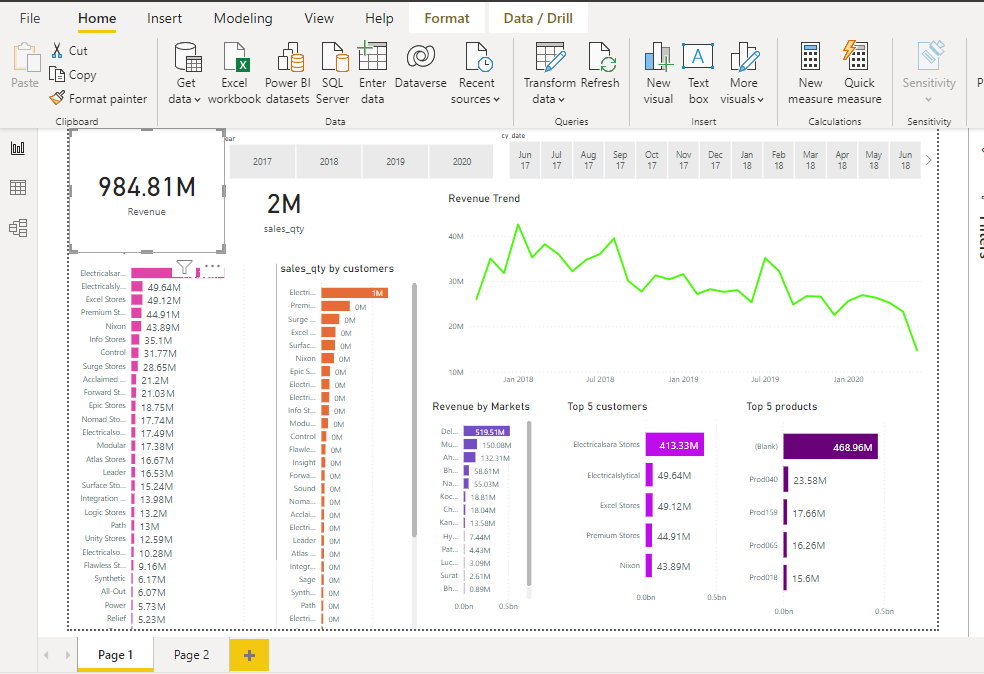 File Home Insert Modeling View Help Format Data / Drill
Paste
Cut
Copy
Format painter
Clipboard
Get data
Excel workbook
Power BI datasets
SQL Server
Enter data
Dataverse
Recent sources
Data
Transform data
Refresh
Queries
New visual
Text box
More visuals
Insert
New measure
Quick measure
Calculations
Sensitivity
Sensitivity
984.81M
Revenue
ear
2017 2018 2019 2020
cy_date
Jun 17 Jul 17 Aug 17 Sep 17 Oct 17 Nov 17 Dec 17 Jan 18 Feb 18 Mar 18 Apr 18 May 18 Jun 18
2M
sales_qty
Electricalsar...
Electricalsly... 49.64M
Excel Stores 49.12M
Premium St... 44.91M
Nixon 43.89M
Info Stores 35.1M
Control 31.77M
Surge Stores 28.65M
Acclaimed ... 21.2M
Forward St... 21.03M
Epic Stores 18.75M
Nomad Sto... 17.74M
Electricalso... 17.49M
Modular 17.38M
Atlas Stores 16.67M
Leader 16.53M
Surface Sto... 15.24M
Integration ... 13.98M
Logic Stores 13.2M
Path 13M
Unity Stores 12.59M
Electricalso... 10.28M
Flawless St... 9.16M
Synthetic 6.17M
All-Out 6.07M
Power 5.73M
Relief 5.23M
sales_qty by customers
Electri... 1M
Premi... 0M
Surge ... 0M
Excel ... 0M
Surfac... 0M
Nixon 0M
Epic S... 0M
Electri... 0M
Electri... 0M
Info St... 0M
Modu... 0M
Control 0M
Flawle... 0M
Insight 0M
Forwa... 0M
Sound 0M
Noma... 0M
Acclai... 0M
Electri... 0M
Leader 0M
Atlas ... 0M
Integr... 0M
Sage 0M
Synth... 0M
Path 0M
Electri... 0M
Revenue Trend
40M
30M
20M
10M
Jan 2018 Jul 2018 Jan 2019 Jul 2019 Jan 2020
Revenue by Markets
Del... 519.51M
Mu... 150.08M
Ah... 132.31M
Bh... 58.61M
Na... 55.03M
Koc... 18.81M
Ch... 18.04M
Kan... 13.58M
Hy... 7.44M
Pat... 4.43M
Luc... 3.09M
Surat 2.61M
Bh... 0.89M
0.0bn 0.5bn
Top 5 customers
Electricalsara Stores 413.33M
Electricalslytical 49.64M
Excel Stores 49.12M
Premium Stores 44.91M
Nixon 43.89M
0.0bn 0.5bn
Top 5 products
(Blank) 468.96M
Prod040 23.58M
Prod159 17.66M
Prod065 16.26M
Prod018 15.6M
0.0bn 0.5bn
Filters
Page 1 Page 2